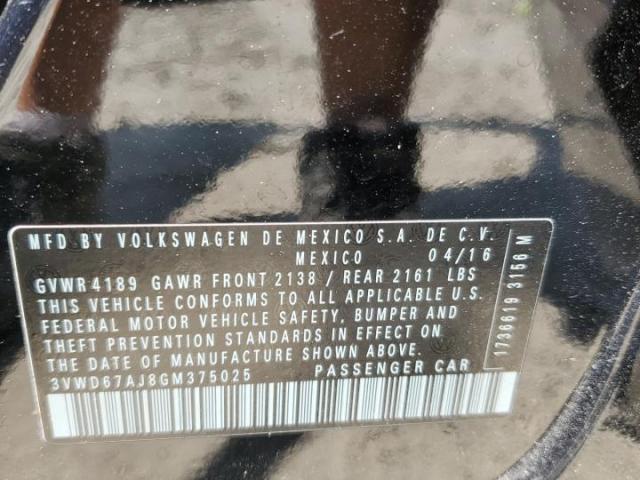 MFD BY VOLKSWAGEN DE MEXICO S.A. DE C.V.
MEXICO 04/16
GVWR 4189 GAWR FRONT 2138 / REAR 2161 LBS
THIS VEHICLE CONFORMS TO ALL APPLICABLE U.S.
FEDERAL MOTOR VEHICLE SAFETY, BUMPER AND
THEFT PREVENTION STANDARDS IN EFFECT ON
THE DATE OF MANUFACTURE SHOWN ABOVE.
3VWD67AJ8GM375025 PASSENGER CAR
1736619 3156 M